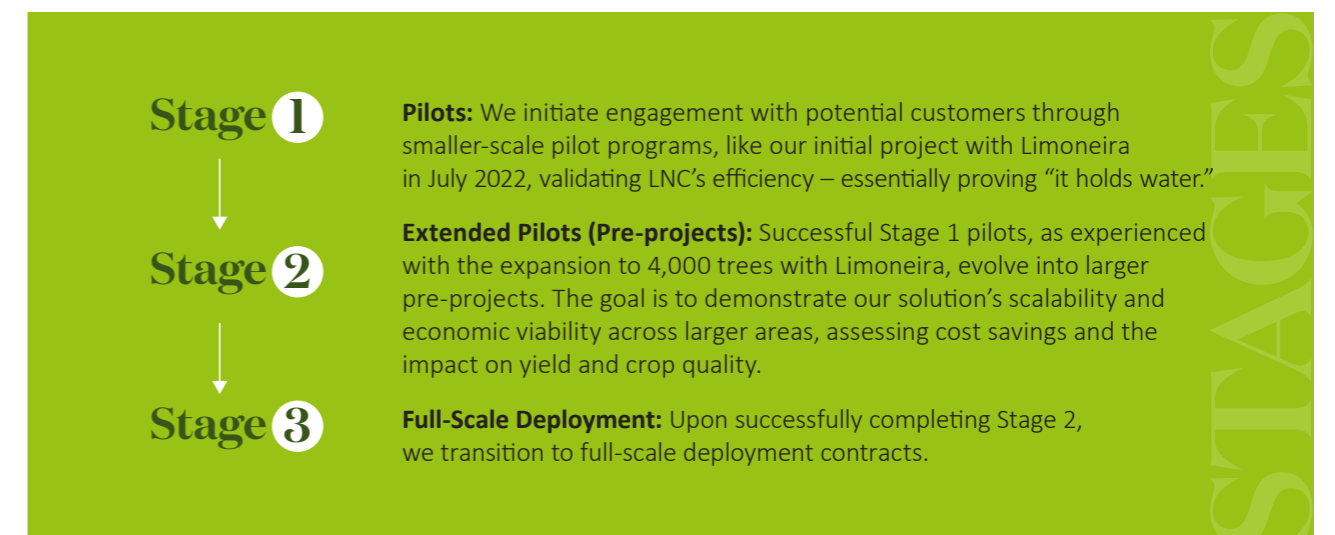 Stage 1
Pilots: We initiate engagement with potential customers through
smaller-scale pilot programs, like our initial project with Limoneira
in July 2022, validating LNC’s efficiency – essentially proving “it holds water.”
Stage 2
Extended Pilots (Pre-projects): Successful Stage 1 pilots, as experienced
with the expansion to 4,000 trees with Limoneira, evolve into larger
pre-projects. The goal is to demonstrate our solution’s scalability and
economic viability across larger areas, assessing cost savings and the
impact on yield and crop quality.
Stage 3
Full-Scale Deployment: Upon successfully completing Stage 2,
we transition to full-scale deployment contracts.
STAGES